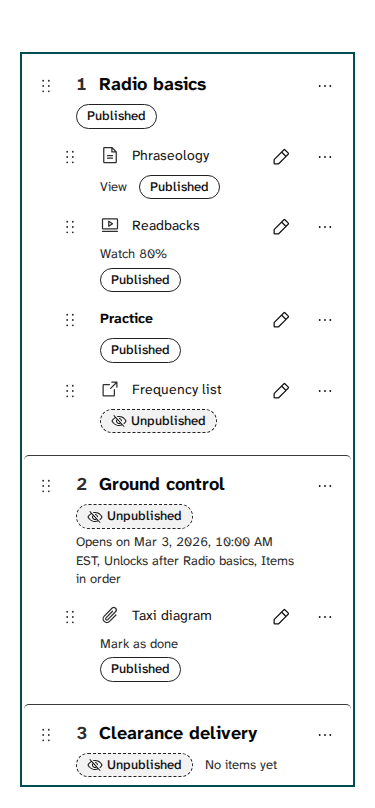 1 Radio basics
Published
Phraseology
View Published
Readbacks
Watch 80%
Published
Practice
Published
Frequency list
Unpublished
2 Ground control
Unpublished
Opens on Mar 3, 2026, 10:00 AM
EST, Unlocks after Radio basics, Items
in order
Taxi diagram
Mark as done
Published
3 Clearance delivery
Unpublished No items yet